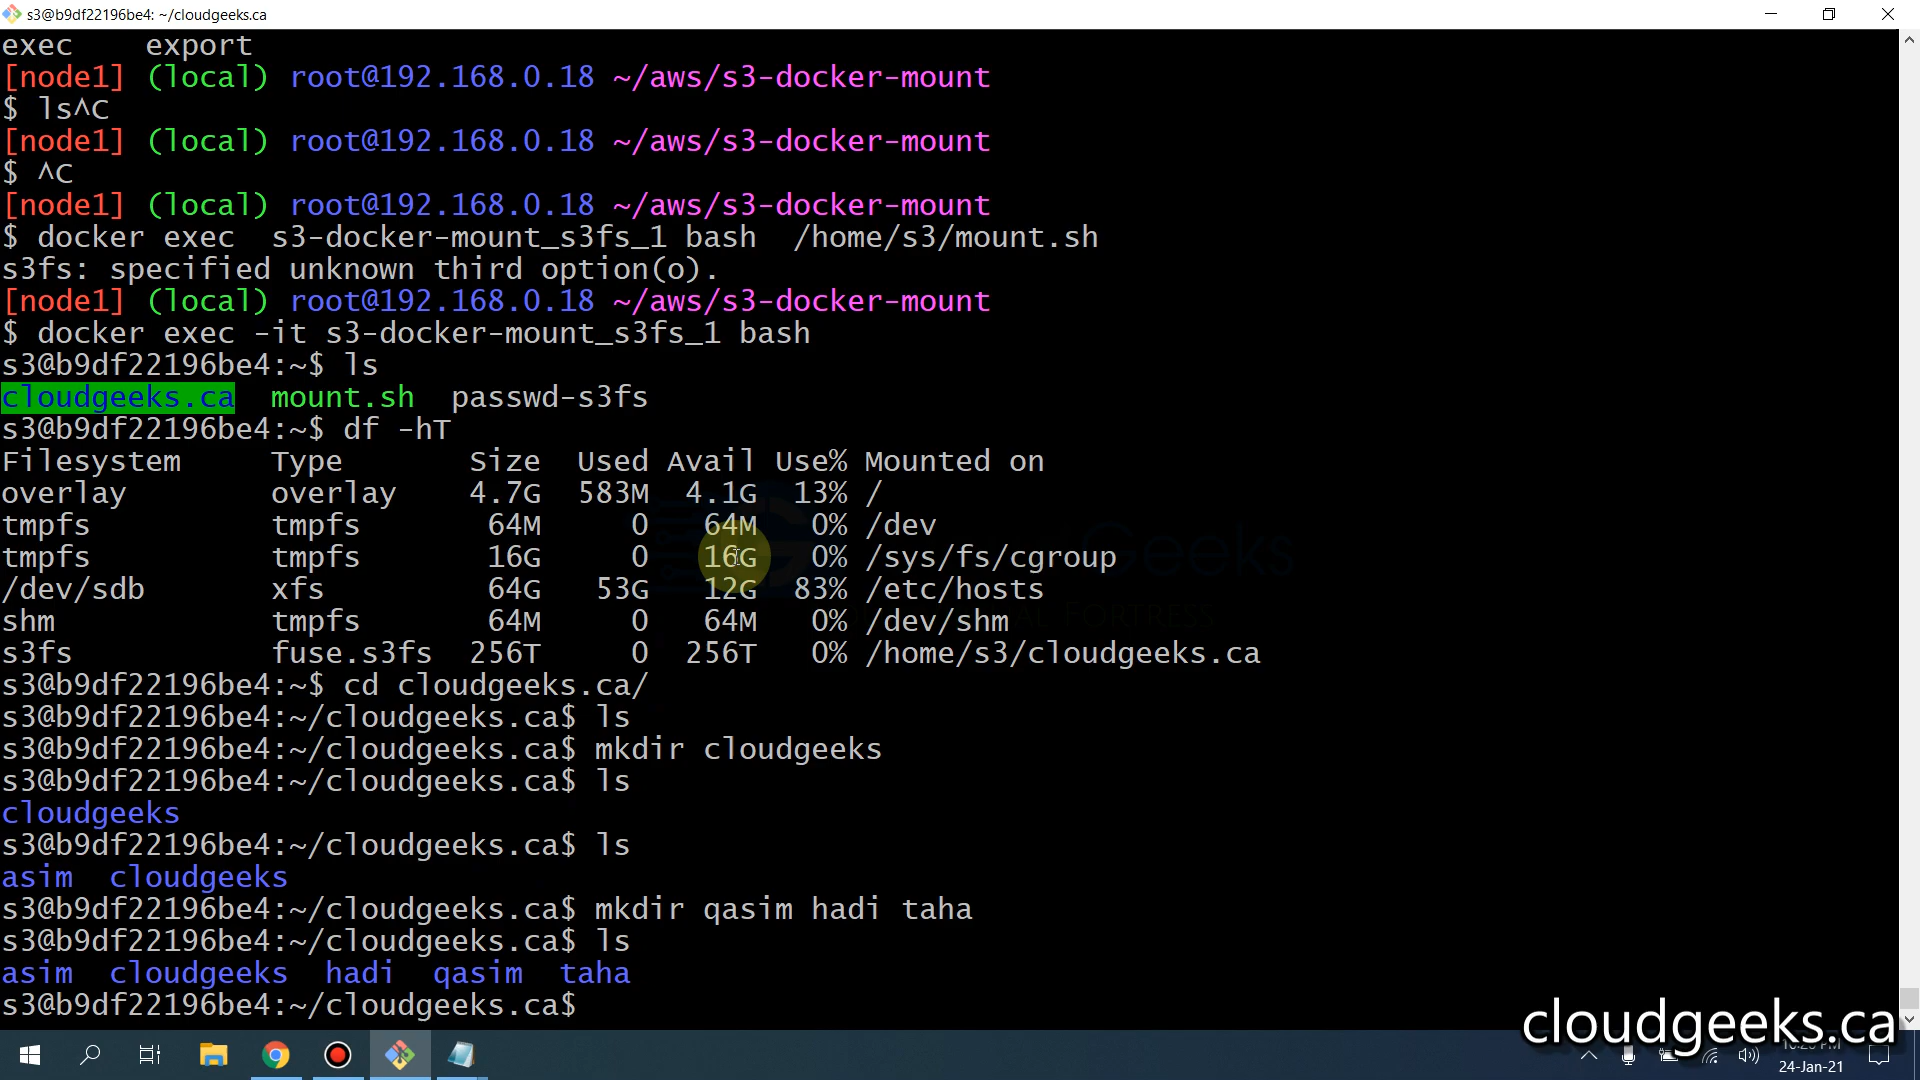 s3@b9df22196be4: ~/cloudgeeks.ca
exec    export
[node1] (local) root@192.168.0.18 ~/aws/s3-docker-mount
$ ls^C
[node1] (local) root@192.168.0.18 ~/aws/s3-docker-mount
$ ^C
[node1] (local) root@192.168.0.18 ~/aws/s3-docker-mount
$ docker exec  s3-docker-mount_s3fs_1 bash  /home/s3/mount.sh
s3fs: specified unknown third option(o).
[node1] (local) root@192.168.0.18 ~/aws/s3-docker-mount
$ docker exec -it s3-docker-mount_s3fs_1 bash
s3@b9df22196be4:~$ ls
cloudgeeks.ca  mount.sh  passwd-s3fs
s3@b9df22196be4:~$ df -hT
Filesystem     Type       Size  Used Avail Use% Mounted on
overlay        overlay    4.7G  583M  4.1G  13% /
tmpfs          tmpfs       64M     0   64M   0% /dev
tmpfs          tmpfs       16G     0   16G   0% /sys/fs/cgroup
/dev/sdb       xfs         64G   53G   12G  83% /etc/hosts
shm            tmpfs       64M     0   64M   0% /dev/shm
s3fs           fuse.s3fs  256T     0  256T   0% /home/s3/cloudgeeks.ca
s3@b9df22196be4:~$ cd cloudgeeks.ca/
s3@b9df22196be4:~/cloudgeeks.ca$ ls
s3@b9df22196be4:~/cloudgeeks.ca$ mkdir cloudgeeks
s3@b9df22196be4:~/cloudgeeks.ca$ ls
cloudgeeks
s3@b9df22196be4:~/cloudgeeks.ca$ ls
asim  cloudgeeks
s3@b9df22196be4:~/cloudgeeks.ca$ mkdir qasim hadi taha
s3@b9df22196be4:~/cloudgeeks.ca$ ls
asim  cloudgeeks  hadi  qasim  taha
s3@b9df22196be4:~/cloudgeeks.ca$
Geeks
FORTRESS
cloudgeeks.ca
24-Jan-21